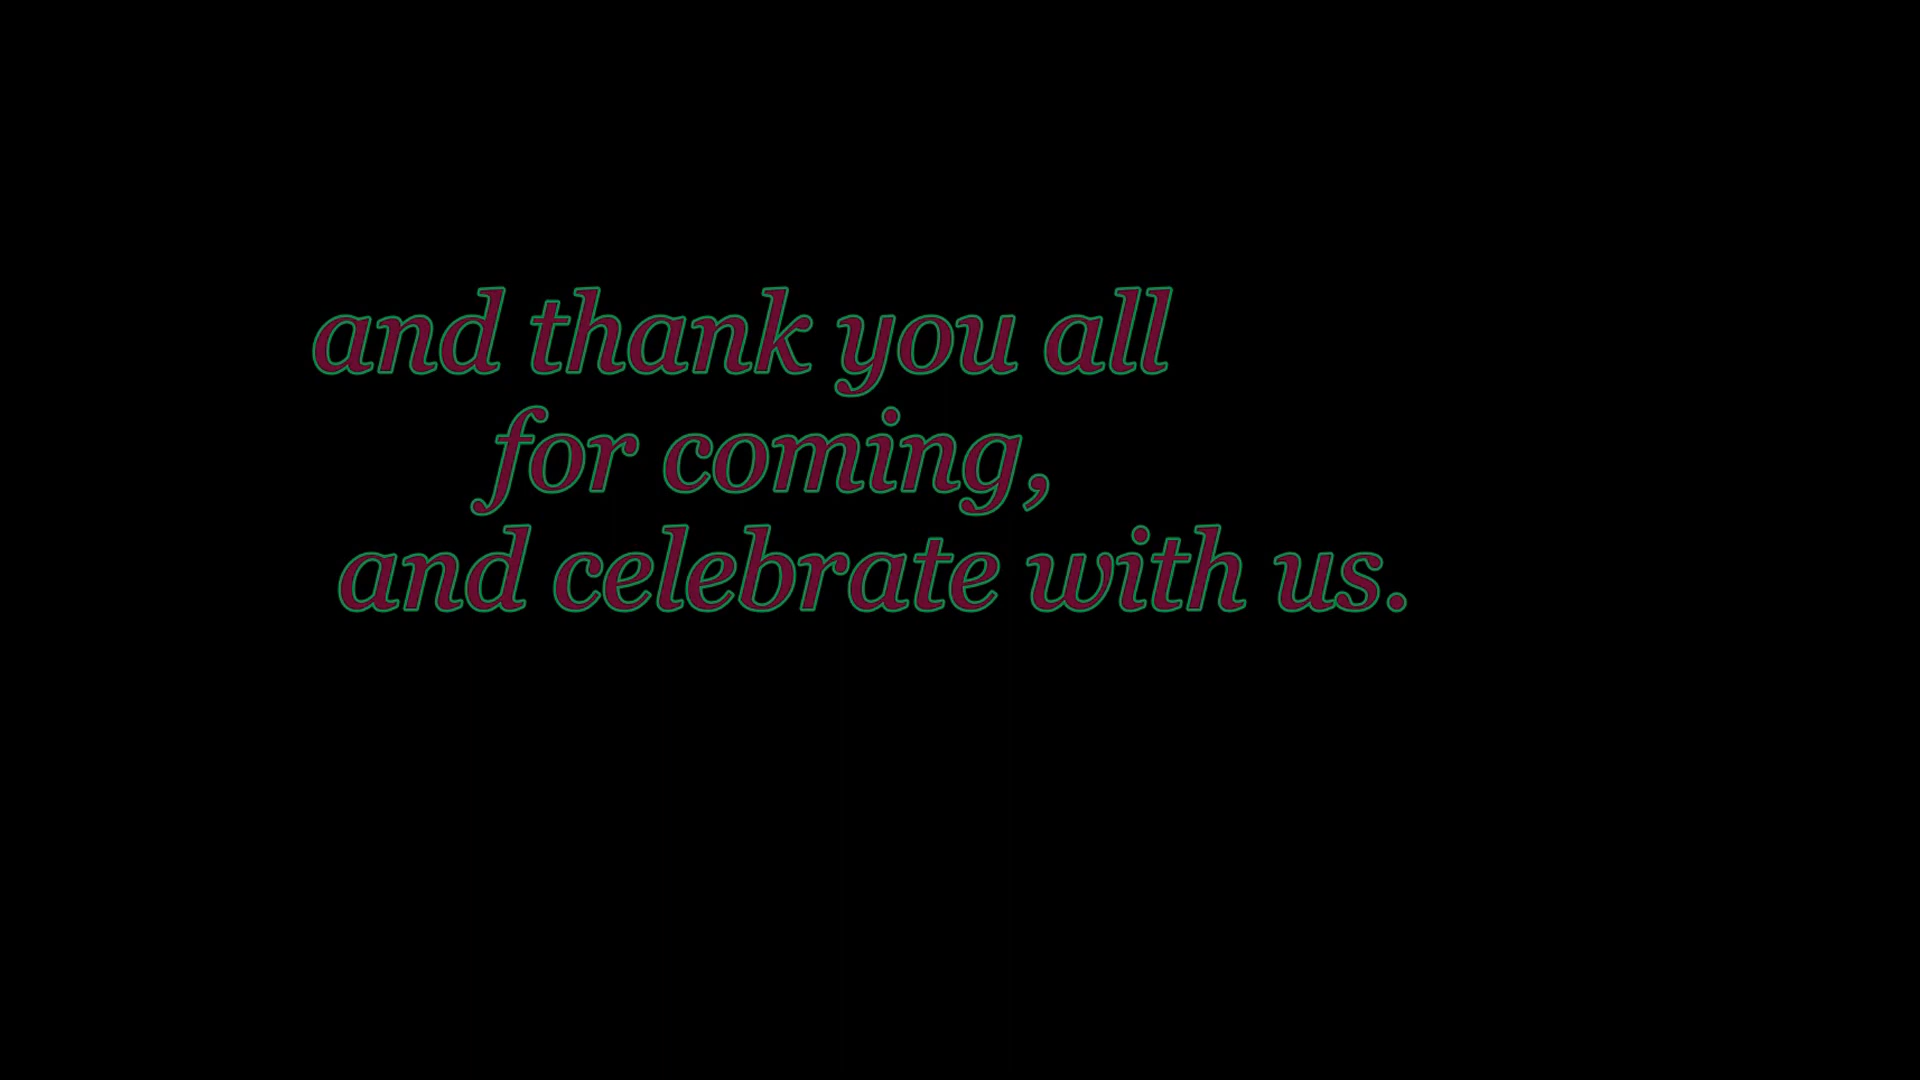 and thank you all
for coming,
and celebrate with us.